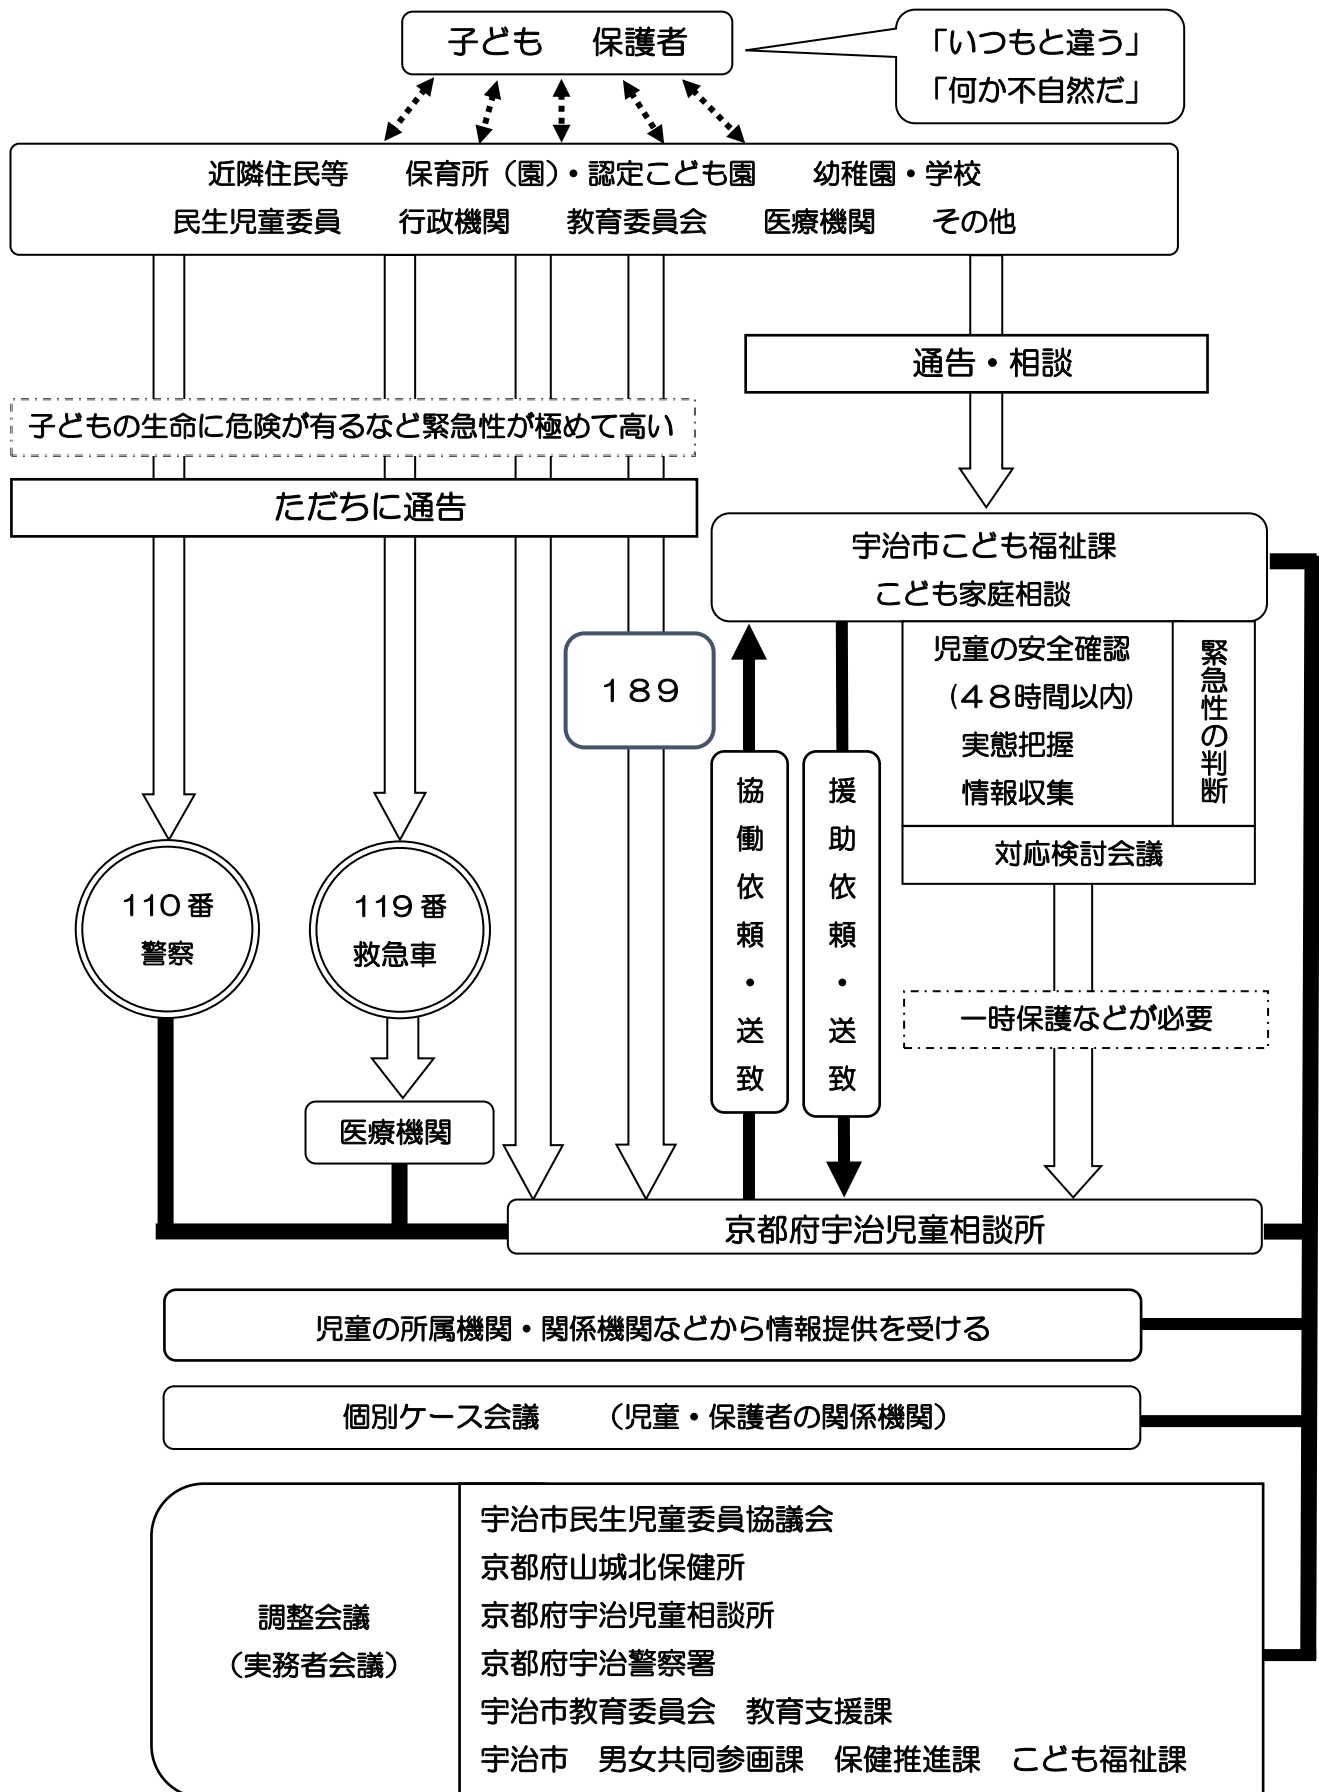 子ども　保護者
「いつもと違う」
「何か不自然だ」
近隣住民等　保育所（園）・認定こども園　幼稚園・学校
民生児童委員　行政機関　教育委員会　医療機関　その他
通告・相談
子どもの生命に危険が有るなど緊急性が極めて高い
ただちに通告
宇治市こども福祉課
こども家庭相談
児童の安全確認
（４８時間以内）
実態把握
情報収集
緊急性の判断
対応検討会議
１８９
協働依頼・送致
援助依頼・送致
110番
警察
119番
救急車
一時保護などが必要
医療機関
京都府宇治児童相談所
児童の所属機関・関係機関などから情報提供を受ける
個別ケース会議　（児童・保護者の関係機関）
調整会議
（実務者会議）
宇治市民生児童委員協議会
京都府山城北保健所
京都府宇治児童相談所
京都府宇治警察署
宇治市教育委員会　教育支援課
宇治市　男女共同参画課　保健推進課　こども福祉課